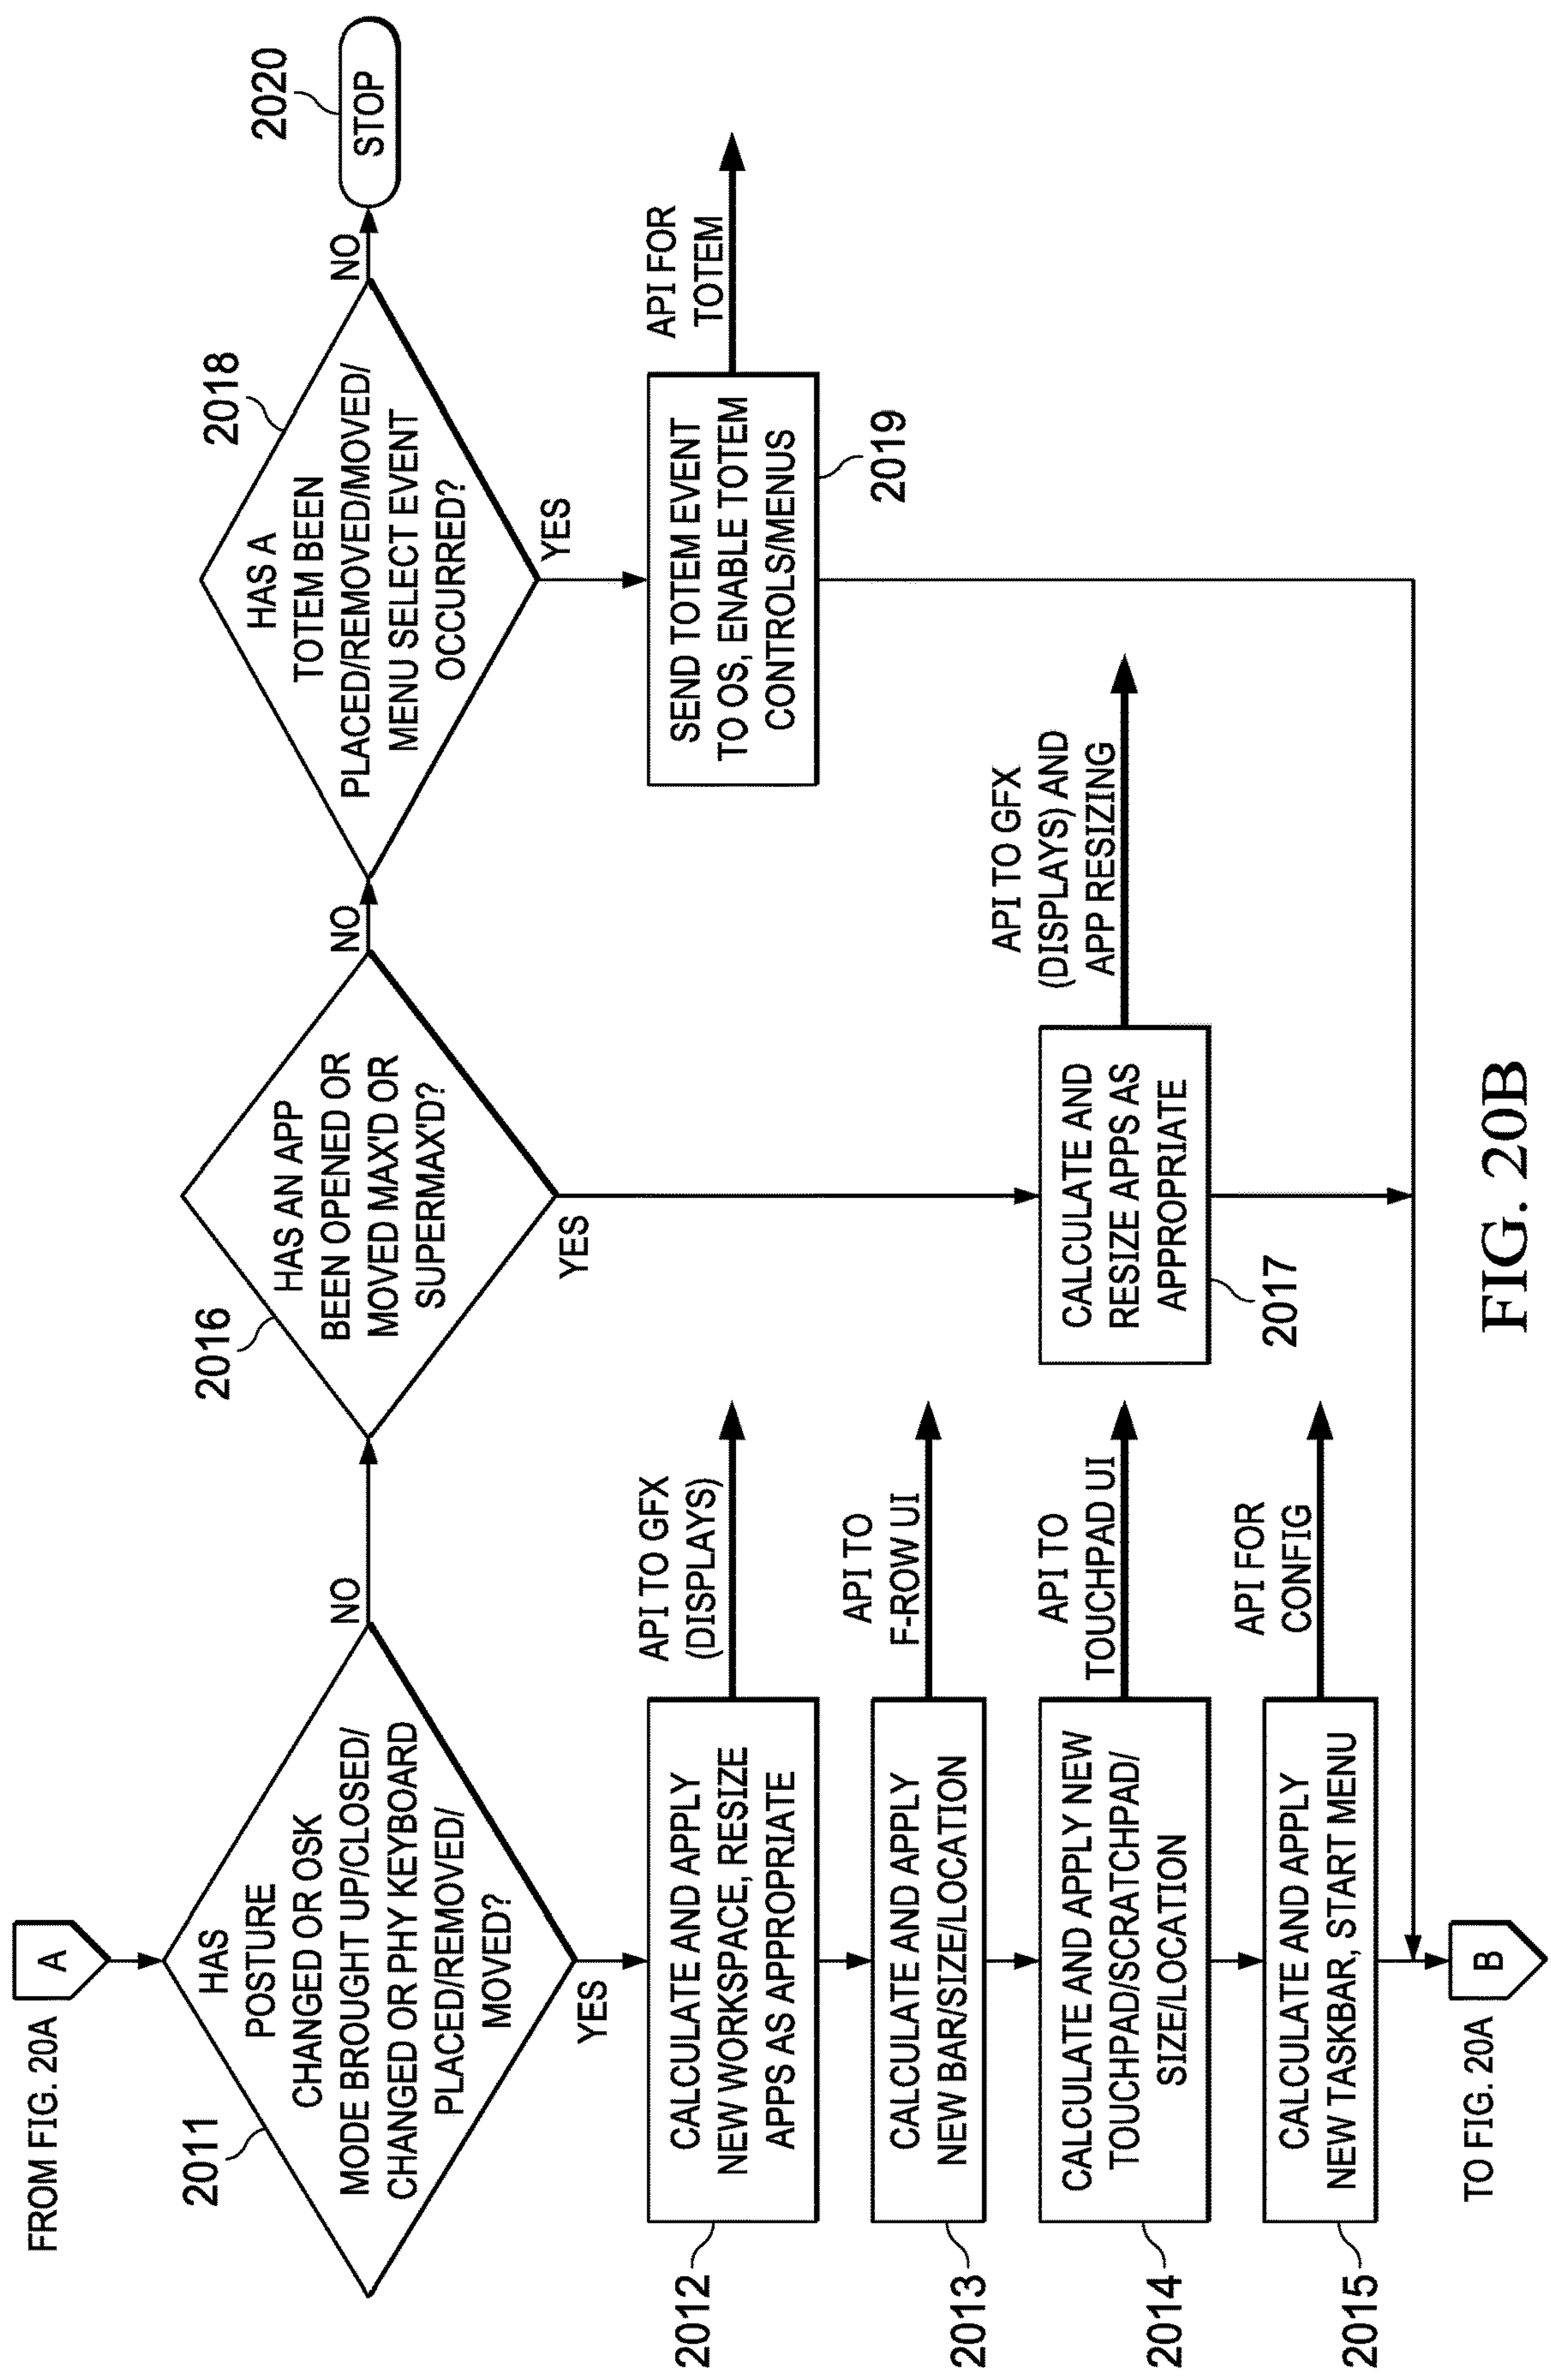 FROM FIG. 20A
A
2011
HAS
POSTURE
CHANGED OR OSK
MODE BROUGHT UP/CLOSED/
CHANGED OR PHY KEYBOARD
PLACED/REMOVED/
MOVED?
NO
YES
2016
HAS AN APP
BEEN OPENED OR
MOVED MAX'D OR
SUPERMAX'D?
NO
YES
2018
HAS A
TOTEM BEEN
PLACED/REMOVED/MOVED/
MENU SELECT EVENT
OCCURRED?
NO
YES
2020
STOP
2012
CALCULATE AND APPLY
NEW WORKSPACE, RESIZE
APPS AS APPROPRIATE
API TO GFX
(DISPLAYS)
SEND TOTEM EVENT
TO OS, ENABLE TOTEM
CONTROLS/MENUS
2019
API FOR
TOTEM
2013
CALCULATE AND APPLY
NEW BAR/SIZE/LOCATION
API TO
F-ROW UI
2014
CALCULATE AND APPLY NEW
TOUCHPAD/SCRATCHPAD/
SIZE/LOCATION
API TO
TOUCHPAD UI
CALCULATE AND
RESIZE APPS AS
APPROPRIATE
2017
API TO GFX
(DISPLAYS) AND
APP RESIZING
2015
CALCULATE AND APPLY
NEW TASKBAR, START MENU
API FOR
CONFIG
TO FIG. 20A
B
FIG. 20B